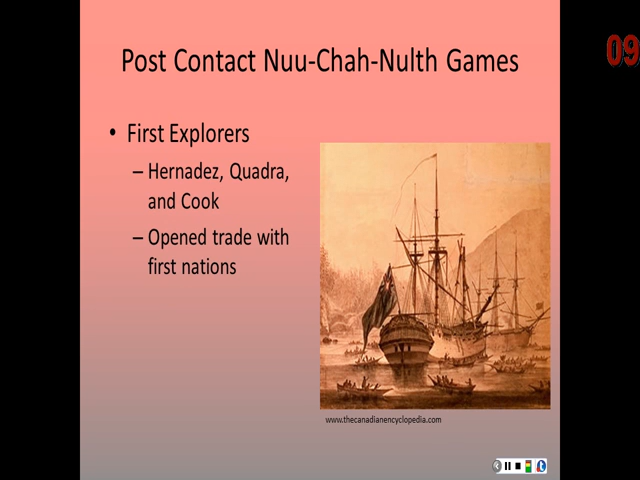 Post Contact Nuu-Chah-Nulth Games
09
• First Explorers
– Hernadez, Quadra,
and Cook
– Opened trade with
first nations
www.thecanadianencyclopedia.com